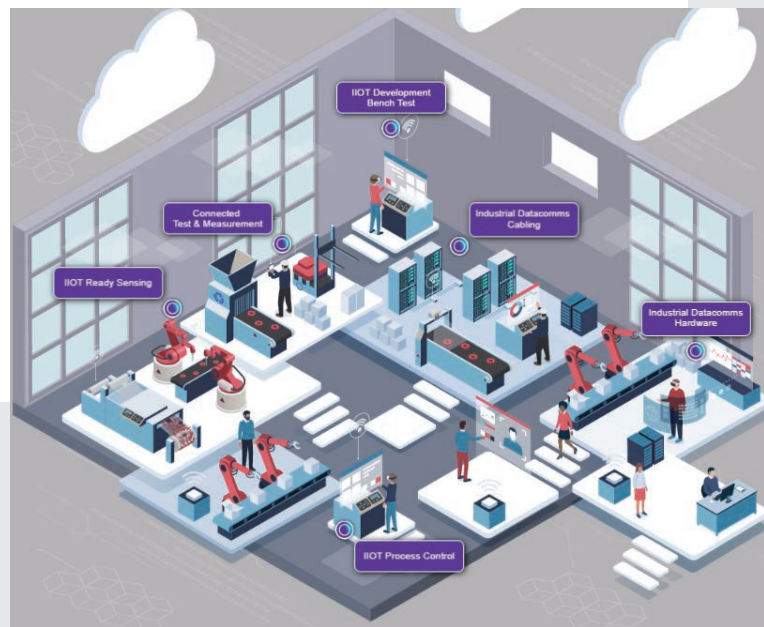 IIOT Development
Bench Test
Connected
Test & Measurement
Industrial Datacomms
Cabling
IIOT Ready Sensing
Industrial Datacomms
Hardware
IIOT Process Control